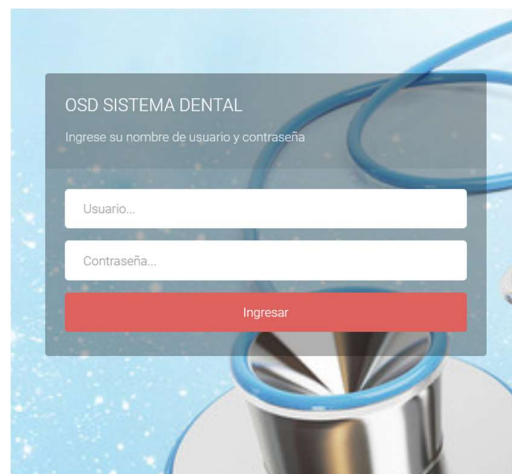 OSD SISTEMA DENTAL
Ingrese su nombre de usuario y contraseña
Usuario...
Contraseña...
Ingresar